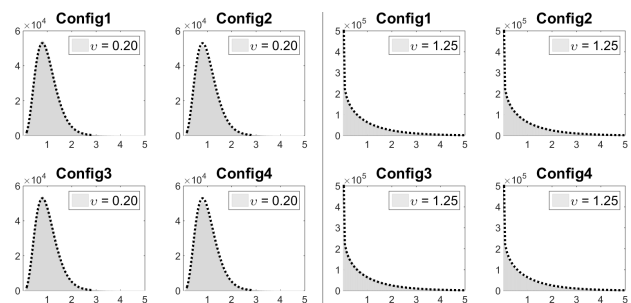 Config1 Config2 Config1 Config2
×10⁴ ×10⁴ ×10⁵ ×10⁵
υ = 0.20 υ = 0.20 υ = 1.25 υ = 1.25
6 6 5 5
4 4 4 4
3 3
2 2 2 2
1 1
0 0 0 0
1 2 3 4 5 1 2 3 4 5 0 1 2 3 4 5 0 1 2 3 4 5
Config3 Config4 Config3 Config4
×10⁴ ×10⁴ ×10⁵ ×10⁵
υ = 0.20 υ = 0.20 υ = 1.25 υ = 1.25
6 6 5 5
4 4 4 4
3 3
2 2 2 2
1 1
0 0 0 0
1 2 3 4 5 1 2 3 4 5 0 1 2 3 4 5 0 1 2 3 4 5